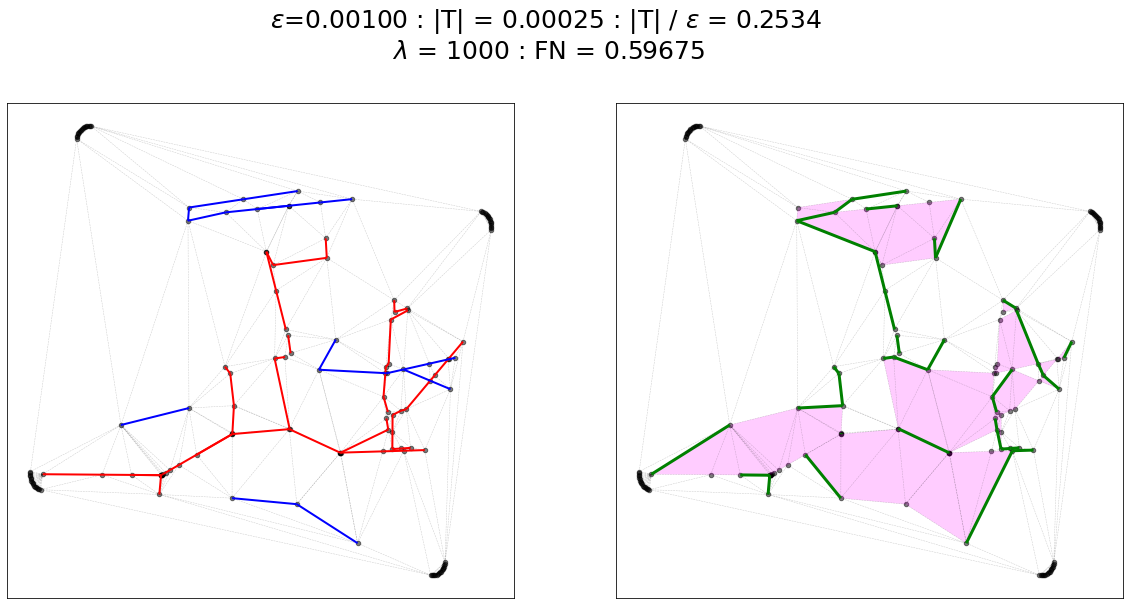 ε=0.00100 : |T| = 0.00025 : |T| / ε = 0.2534
λ = 1000 : FN = 0.59675